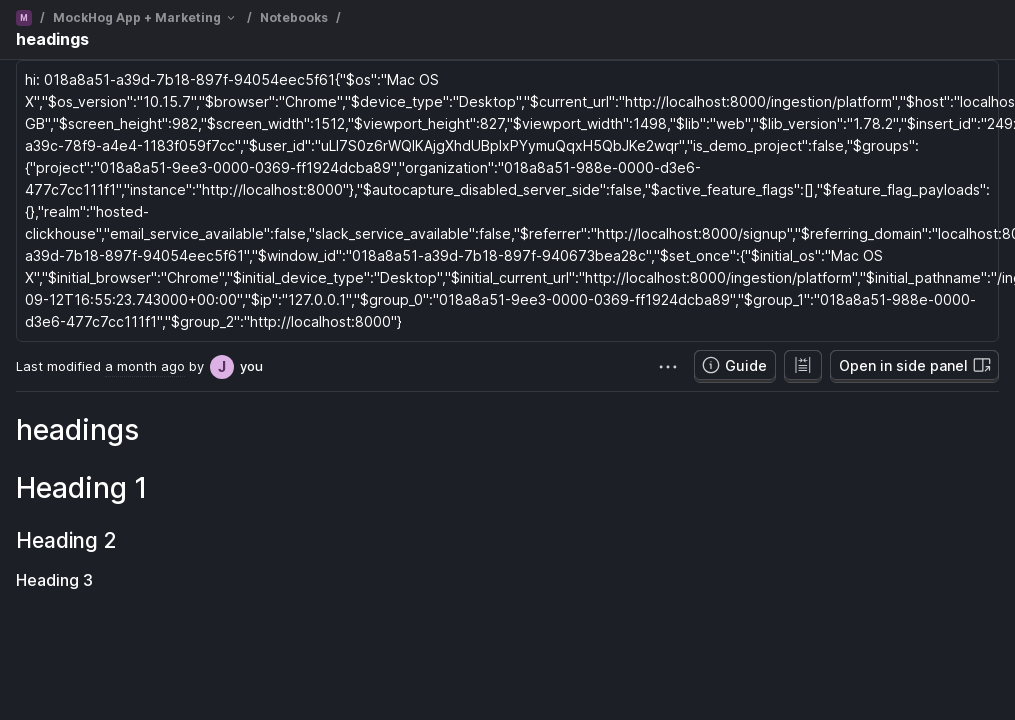 M / MockHog App + Marketing / Notebooks /
headings
hi: 018a8a51-a39d-7b18-897f-94054eec5f61{"$os":"Mac OS
X","$os_version":"10.15.7","$browser":"Chrome","$device_type":"Desktop","$current_url":"http://localhost:8000/ingestion/platform","$host":"localhos
GB","$screen_height":982,"$screen_width":1512,"$viewport_height":827,"$viewport_width":1498,"$lib":"web","$lib_version":"1.78.2","$insert_id":"249
a39c-78f9-a4e4-1183f059f7cc","$user_id":"uLI7S0z6rWQIKAjgXhdUBpIxPYymuQqxH5QbJKe2wqr","is_demo_project":false,"$groups":
{"project":"018a8a51-9ee3-0000-0369-ff1924dcba89","organization":"018a8a51-988e-0000-d3e6-
477c7cc111f1","instance":"http://localhost:8000"},"$autocapture_disabled_server_side":false,"$active_feature_flags":[],"$feature_flag_payloads":
{},"realm":"hosted-
clickhouse","email_service_available":false,"slack_service_available":false,"$referrer":"http://localhost:8000/signup","$referring_domain":"localhost:80
a39d-7b18-897f-94054eec5f61","$window_id":"018a8a51-a39d-7b18-897f-940673bea28c","$set_once":{"$initial_os":"Mac OS
X","$initial_browser":"Chrome","$initial_device_type":"Desktop","$initial_current_url":"http://localhost:8000/ingestion/platform","$initial_pathname":"/ing
09-12T16:55:23.743000+00:00","$ip":"127.0.0.1","$group_0":"018a8a51-9ee3-0000-0369-ff1924dcba89","$group_1":"018a8a51-988e-0000-
d3e6-477c7cc111f1","$group_2":"http://localhost:8000"}
Last modified a month ago by J you
Guide
Open in side panel
headings
Heading 1
Heading 2
Heading 3